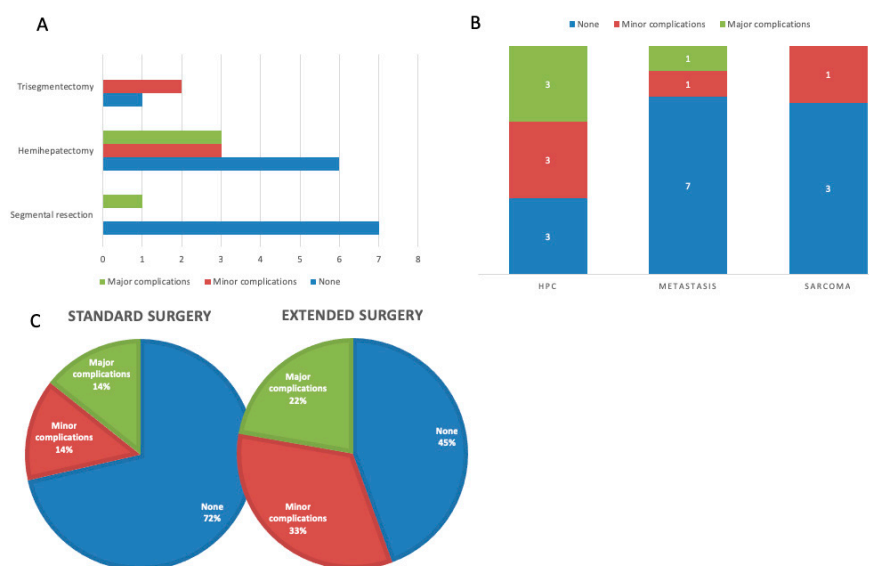 A
Trisegmentectomy
Hemihepatectomy
Segmental resection
0 1 2 3 4 5 6 7 8
Major complications Minor complications None
B
None Minor complications Major complications
3
3
3
1
1
7
1
3
HPC METASTASIS SARCOMA
C
STANDARD SURGERY
Major
complications
14%
Minor
complications
14%
None
72%
EXTENDED SURGERY
Major
complications
22%
None
45%
Minor
complications
33%